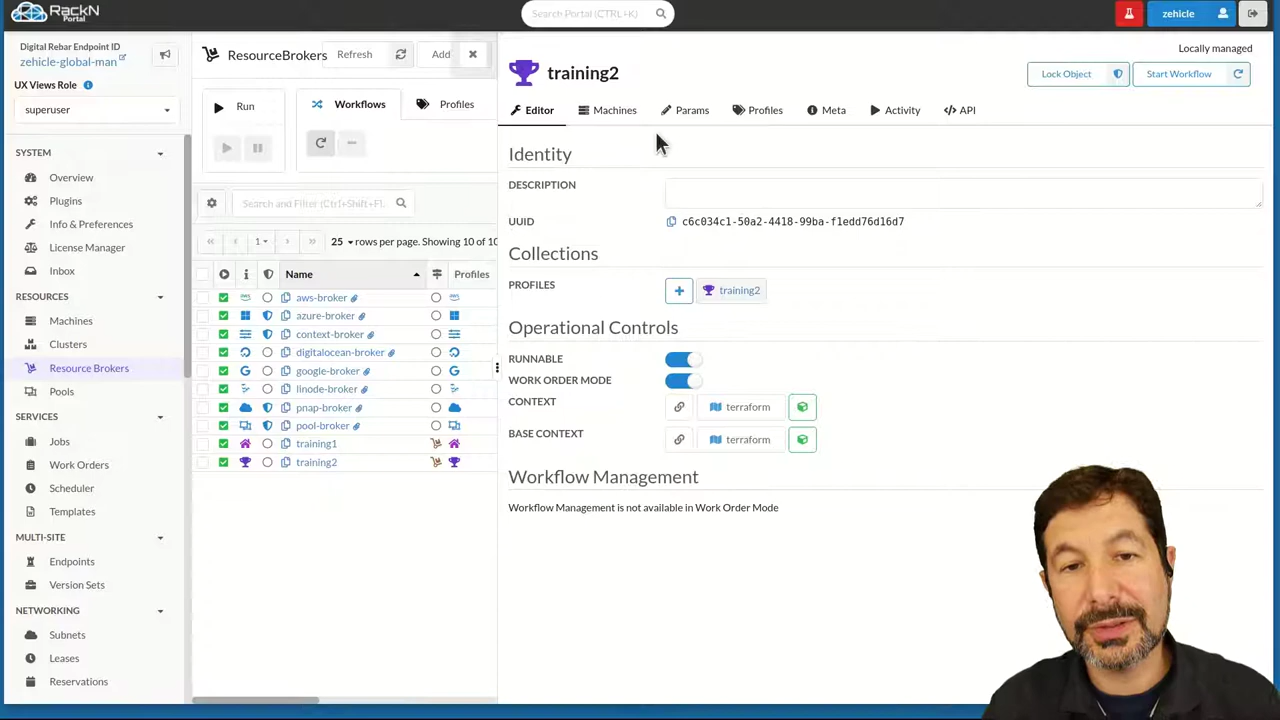 RackN
Portal
Search Portal (CTRL+K)
zehicle
Digital Rebar Endpoint ID
zehicle-global-man
UX Views Role
superuser
SYSTEM
Overview
Plugins
Info & Preferences
License Manager
Inbox
RESOURCES
Machines
Clusters
Resource Brokers
Pools
SERVICES
Jobs
Work Orders
Scheduler
Templates
MULTI-SITE
Endpoints
Version Sets
NETWORKING
Subnets
Leases
Reservations
ResourceBrokers
Refresh
Add
Run
Workflows
Profiles
Search and Filter (Ctrl+Shift+F)
1
25 rows per page. Showing 10 of 10
Name Profiles
aws-broker
aws
azure-broker
context-broker
digitalocean-broker
google-broker
linode-broker
pnap-broker
pool-broker
training1
training2
Locally managed
training2
Lock Object
Start Workflow
Editor
Machines
Params
Profiles
Meta
Activity
</> API
Identity
DESCRIPTION
UUID c6c034c1-50a2-4418-99ba-f1edd76d16d7
Collections
PROFILES + training2
Operational Controls
RUNNABLE
WORK ORDER MODE
CONTEXT terraform
BASE CONTEXT terraform
Workflow Management
Workflow Management is not available in Work Order Mode